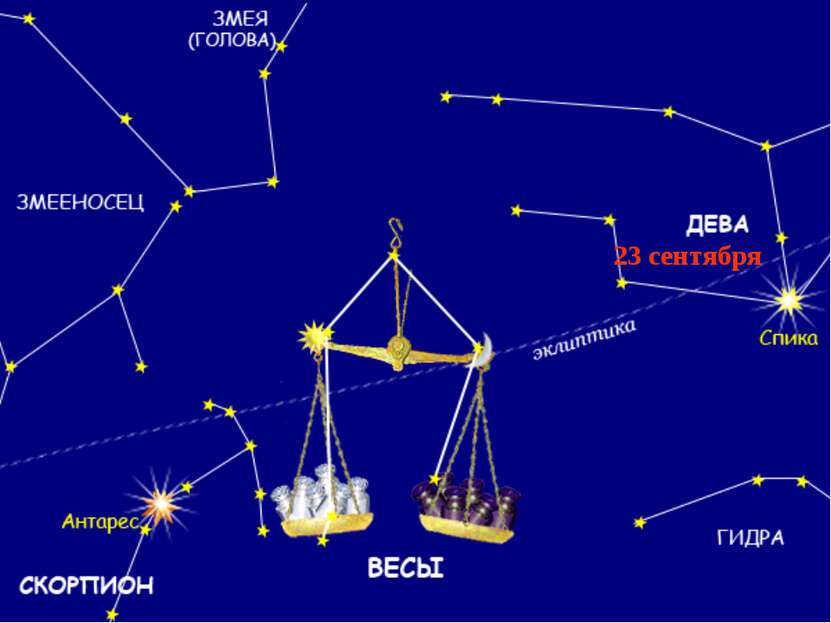 ЗМЕЯ
(ГОЛОВА)
ЗМЕЕНОСЕЦ
ДЕВА
23 сентября
эклиптика
Спика
Антарес
ГИДРА
ВЕСЫ
СКОРПИОН